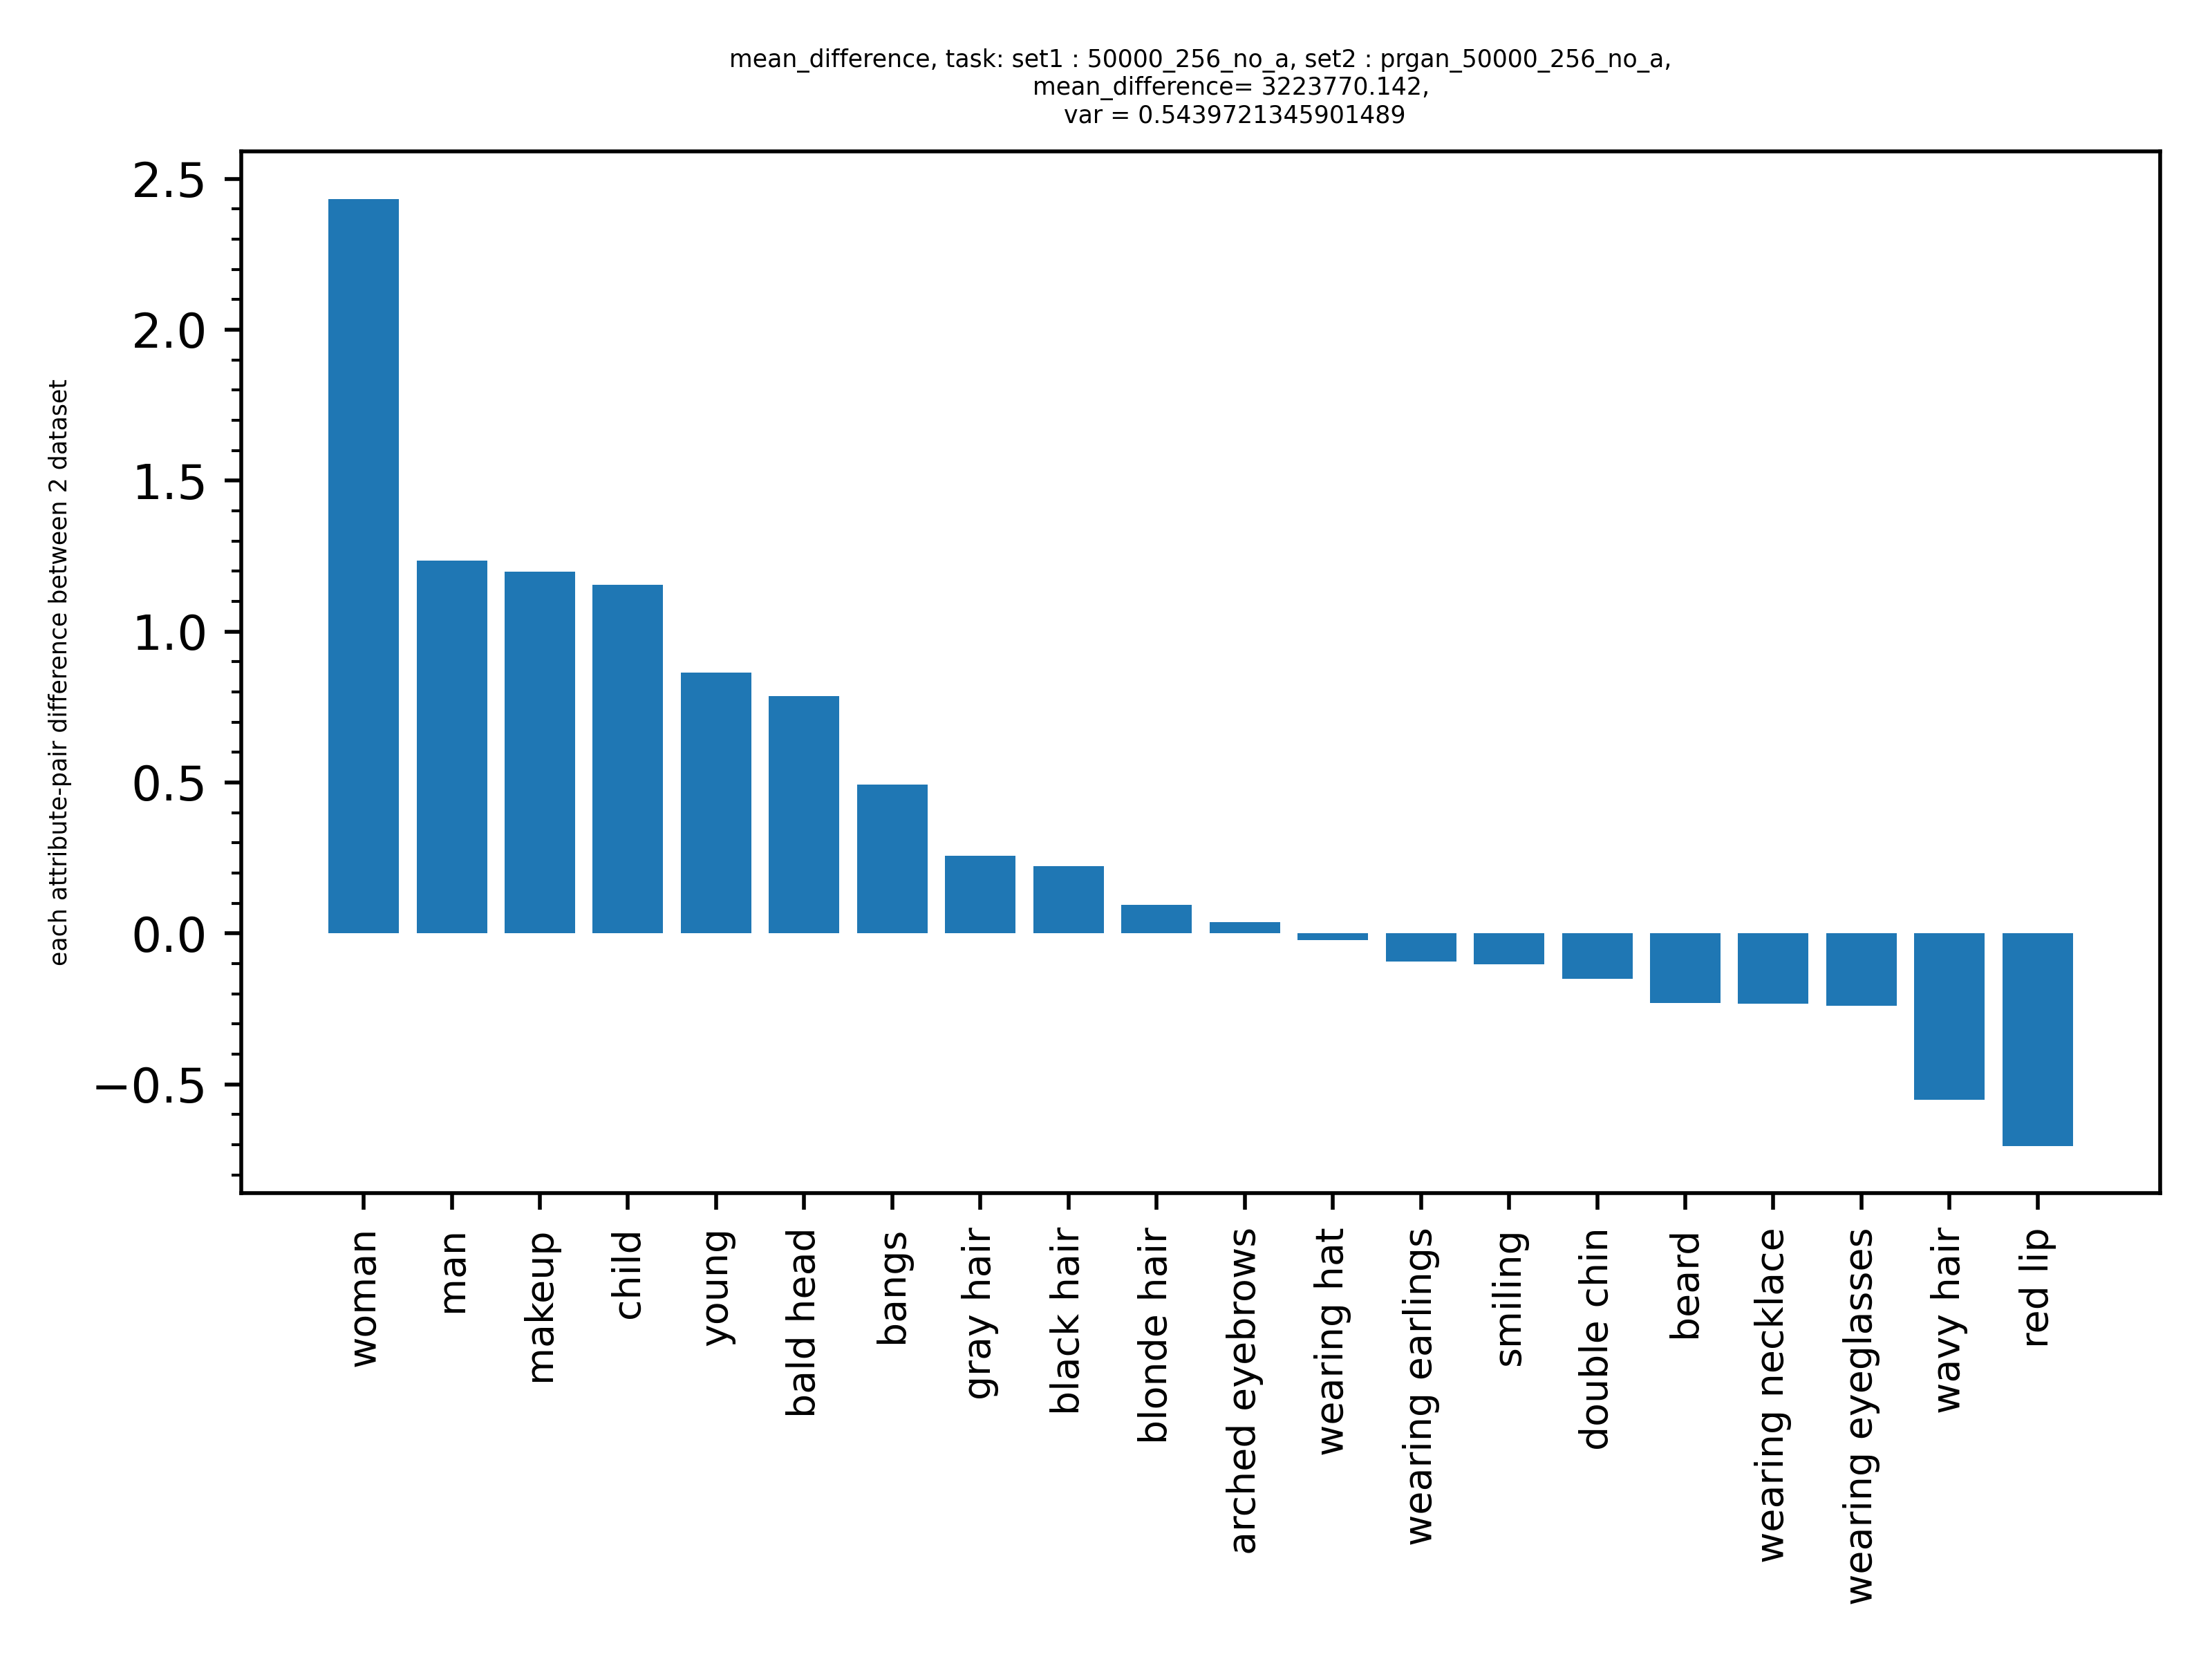 mean_difference, task: set1 : 50000_256_no_a, set2 : prgan_50000_256_no_a,
mean_difference= 3223770.142,
var = 0.5439721345901489
each attribute-pair difference between 2 dataset
2.5
2.0
1.5
1.0
0.5
0.0
−0.5
woman
man
makeup
child
young
bald head
bangs
gray hair
black hair
blonde hair
arched eyebrows
wearing hat
wearing earlings
smiling
double chin
beard
wearing necklace
wearing eyeglasses
wavy hair
red lip